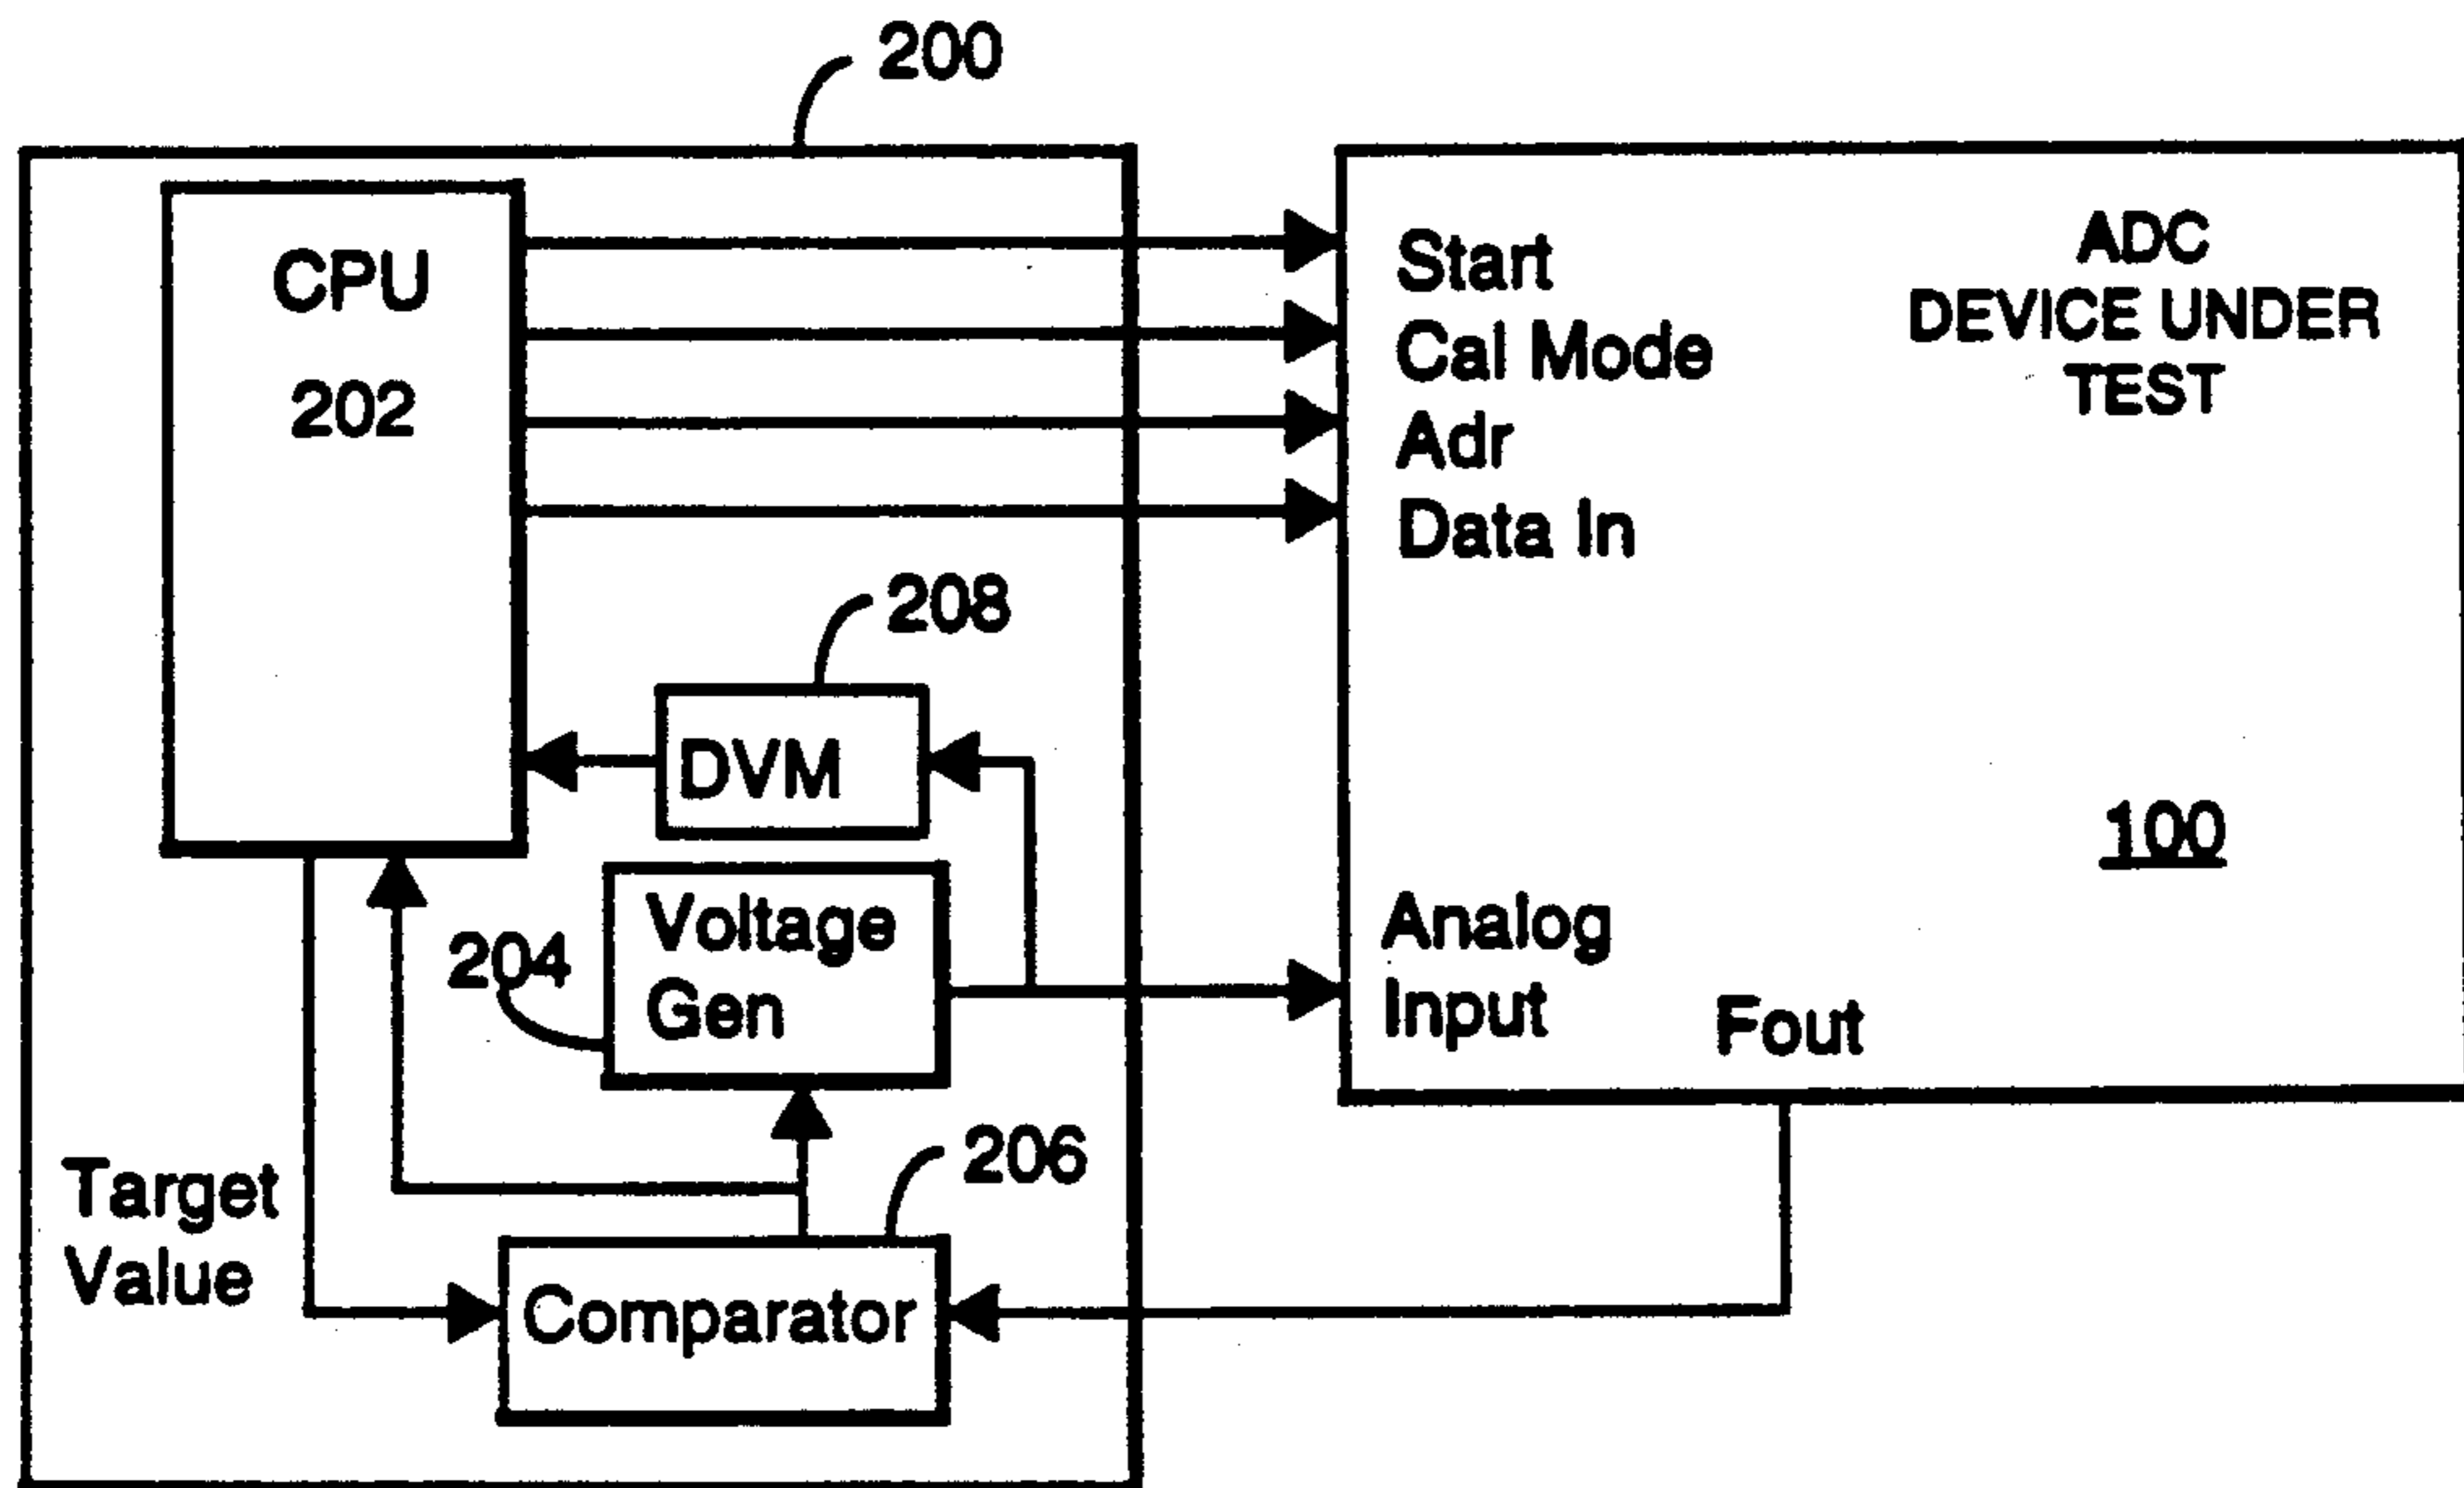 200
CPU
202
Start
Cal Mode
Adr
Data In
ADC
DEVICE UNDER
TEST
208
DVM
100
204
Voltage
Gen
Analog
Input
Fout
206
Target
Value
Comparator